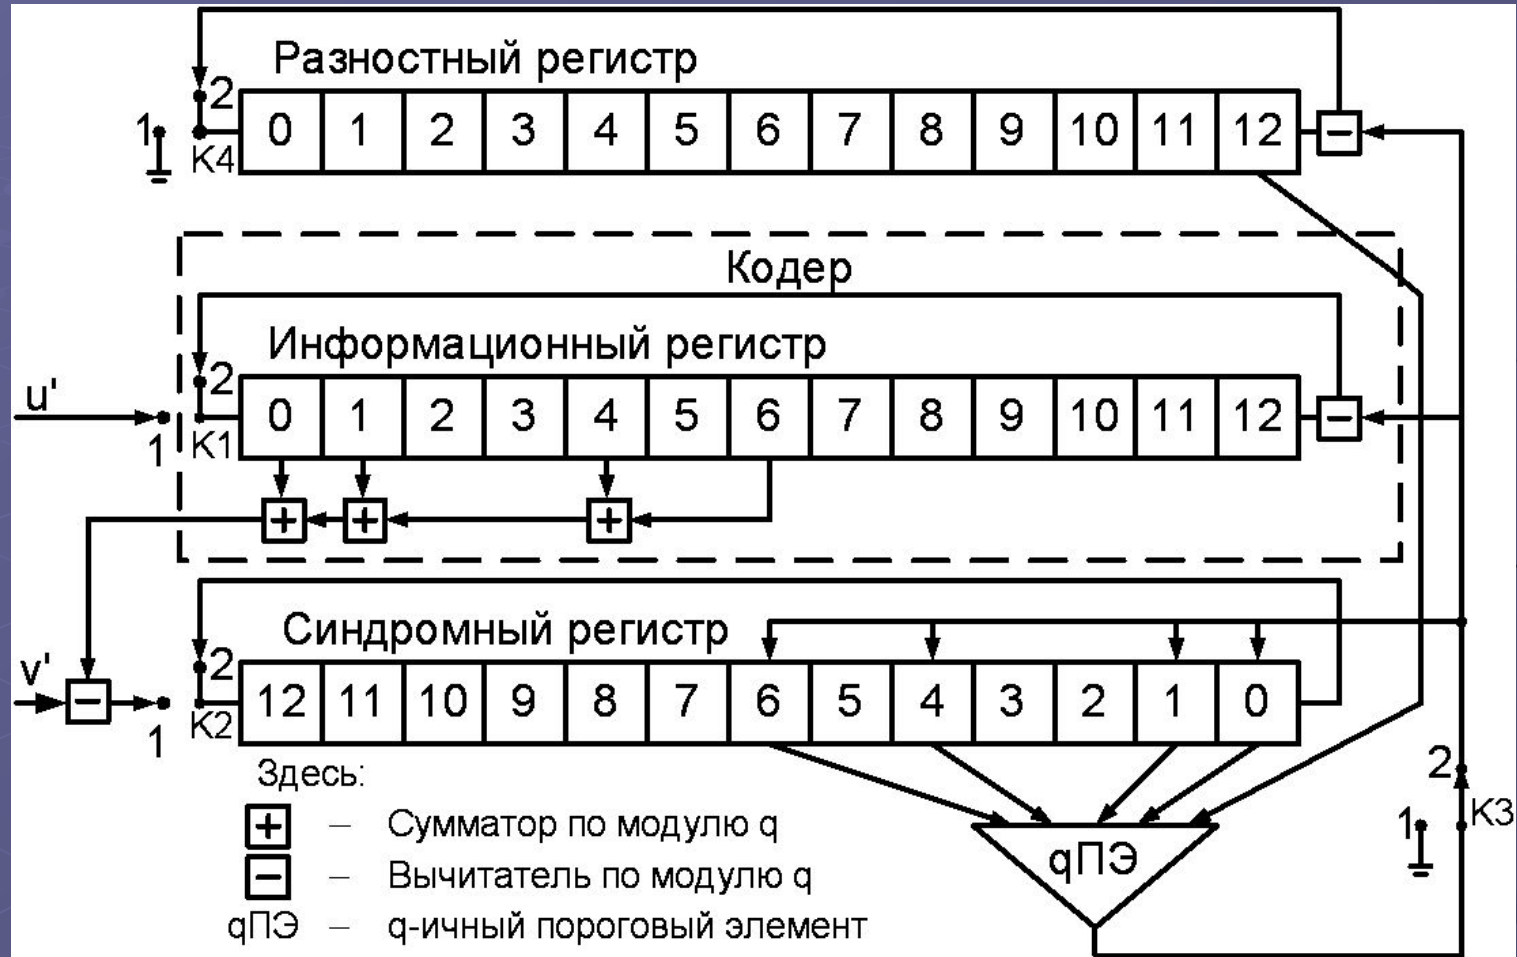 Разностный регистр
2
1
K4
0 1 2 3 4 5 6 7 8 9 10 11 12
−
Кодер
Информационный регистр
u'
2
1
K1
0 1 2 3 4 5 6 7 8 9 10 11 12
−
+ + +
Синдромный регистр
v'
−
2
1
K2
12 11 10 9 8 7 6 5 4 3 2 1 0
2
1
K3
qПЭ
Здесь:
+ – Сумматор по модулю q
− – Вычитатель по модулю q
qПЭ – q-ичный пороговый элемент